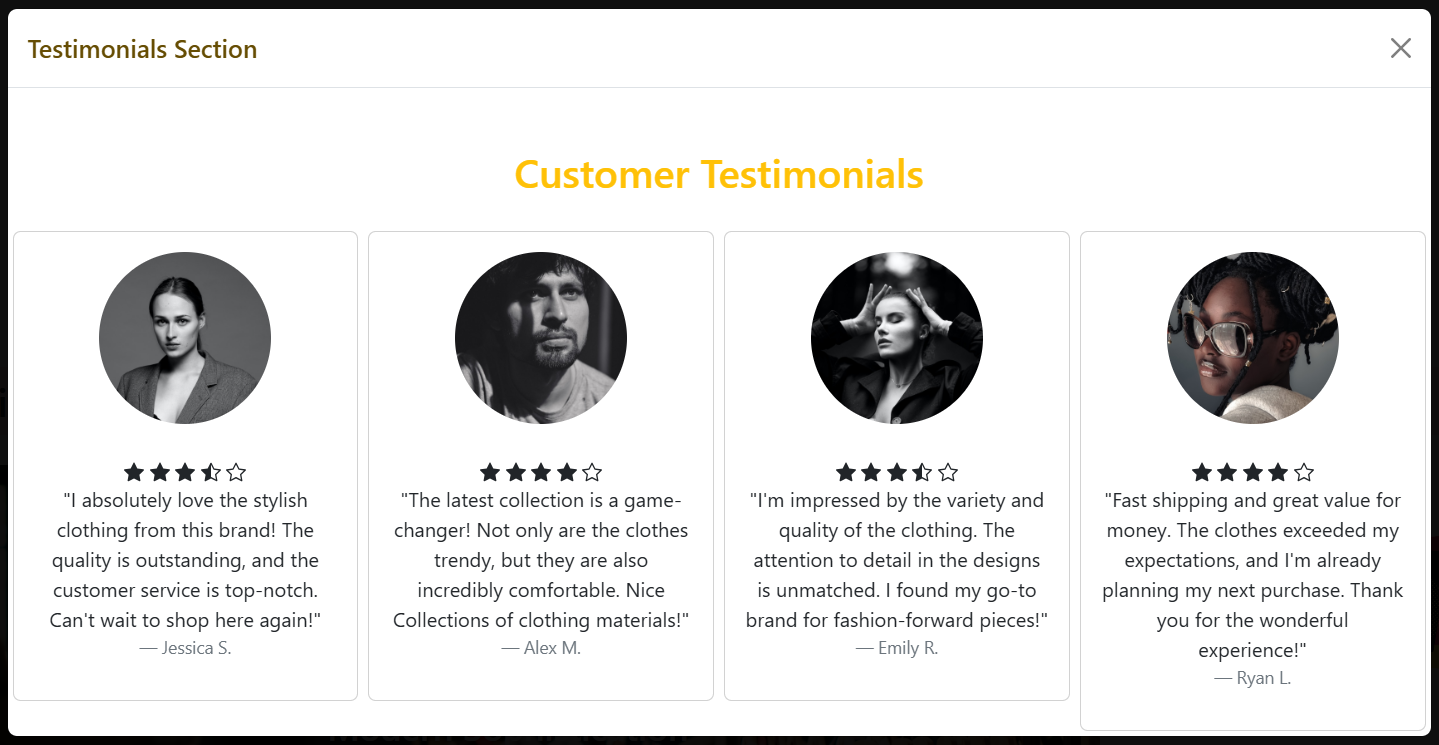 Testimonials Section
Customer Testimonials
"I absolutely love the stylish
clothing from this brand! The
quality is outstanding, and the
customer service is top-notch.
Can't wait to shop here again!"
— Jessica S.
"The latest collection is a game-
changer! Not only are the clothes
trendy, but they are also
incredibly comfortable. Nice
Collections of clothing materials!"
— Alex M.
"I'm impressed by the variety and
quality of the clothing. The
attention to detail in the designs
is unmatched. I found my go-to
brand for fashion-forward pieces!"
— Emily R.
"Fast shipping and great value for
money. The clothes exceeded my
expectations, and I'm already
planning my next purchase. Thank
you for the wonderful
experience!"
— Ryan L.